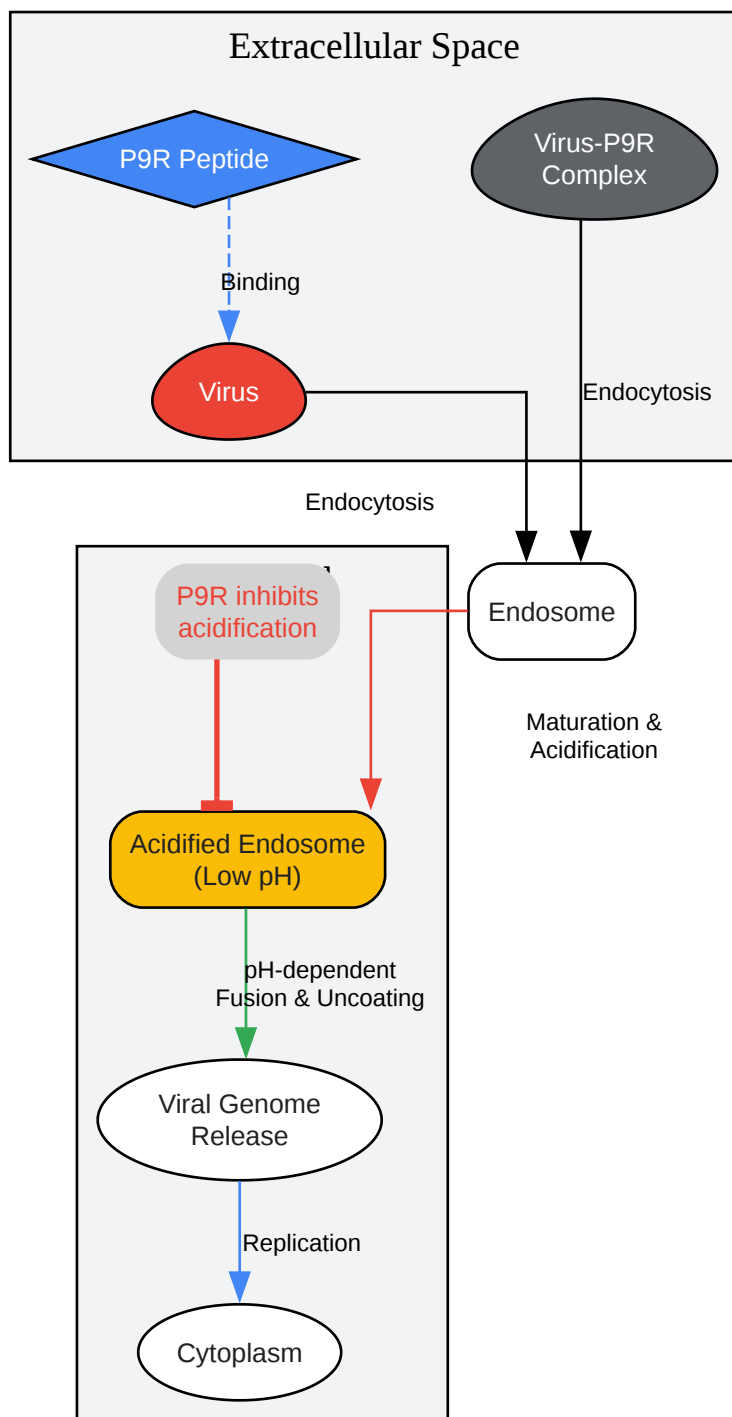 Extracellular Space
P9R Peptide
Virus-P9R
Complex
Binding
Virus
Endocytosis
Endocytosis
P9R inhibits
acidification
Endosome
Maturation &
Acidification
Acidified Endosome
(Low pH)
pH-dependent
Fusion & Uncoating
Viral Genome
Release
Replication
Cytoplasm